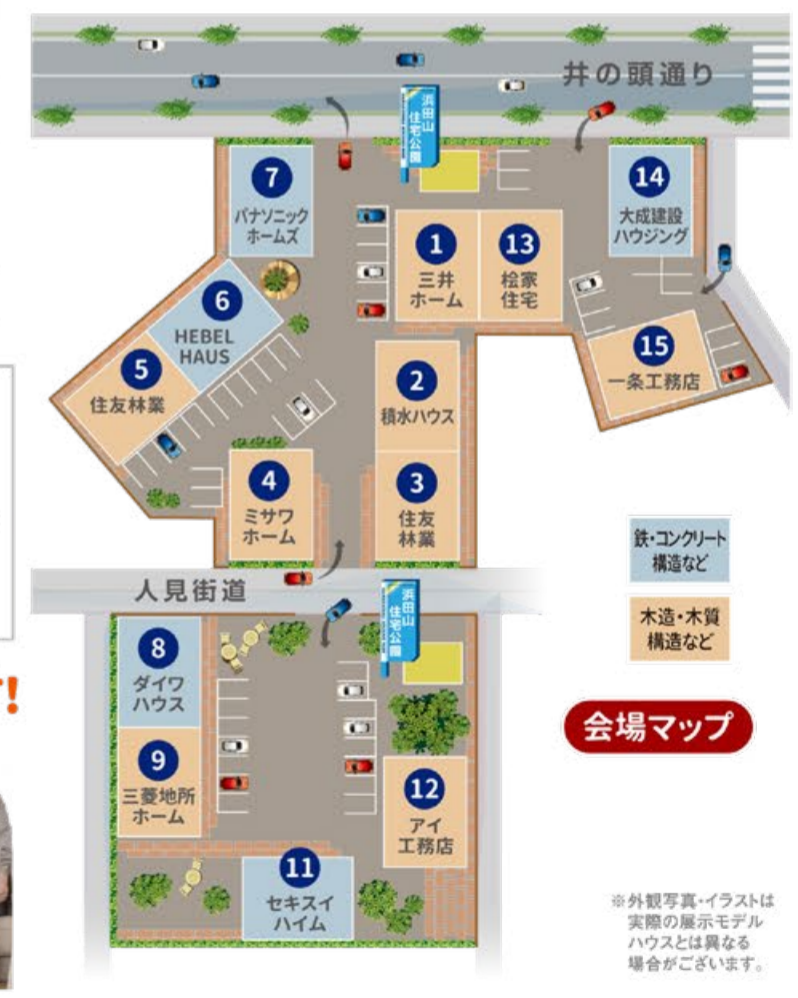 井の頭通り
浜田山
住宅公園
7
パナソニック
ホームズ
14
大成建設
ハウジング
1
三井
ホーム
13
桧家
住宅
6
HEBEL
HAUS
5
住友林業
15
一条工務店
2
積水ハウス
4
ミサワ
ホーム
3
住友
林業
鉄・コンクリート
構造など
人見街道
浜田山
住宅公園
木造・木質
構造など
8
ダイワ
ハウス
!
会場マップ
9
三菱地所
ホーム
12
アイ
工務店
11
セキスイ
ハイム
※外観写真・イラストは
実際の展示モデル
ハウスとは異なる
場合がございます。